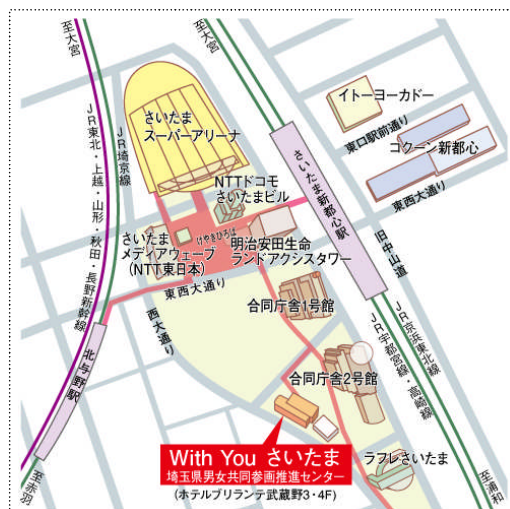 至大宮
至大宮
JR東北・上越・山形・秋田・長野新幹線
JR埼京線
さいたま
スーパーアリーナ
イトーヨーカドー
東口駅前通り
コクーン新都心
さいたま新都心駅
NTTドコモ
さいたまビル
東西大通り
けやきひろば
さいたま
メディアウェーブ
(NTT東日本)
明治安田生命
ランドアクシスタワー
旧中山道
東西大通り
西大通り
合同庁舎1号館
JR京浜東北線
JR宇都宮線・高崎線
北与野駅
合同庁舎2号館
With You さいたま
埼玉県男女共同参画推進センター
(ホテルブリランテ武蔵野3・4F)
ラフレさいたま
至赤羽
至浦和